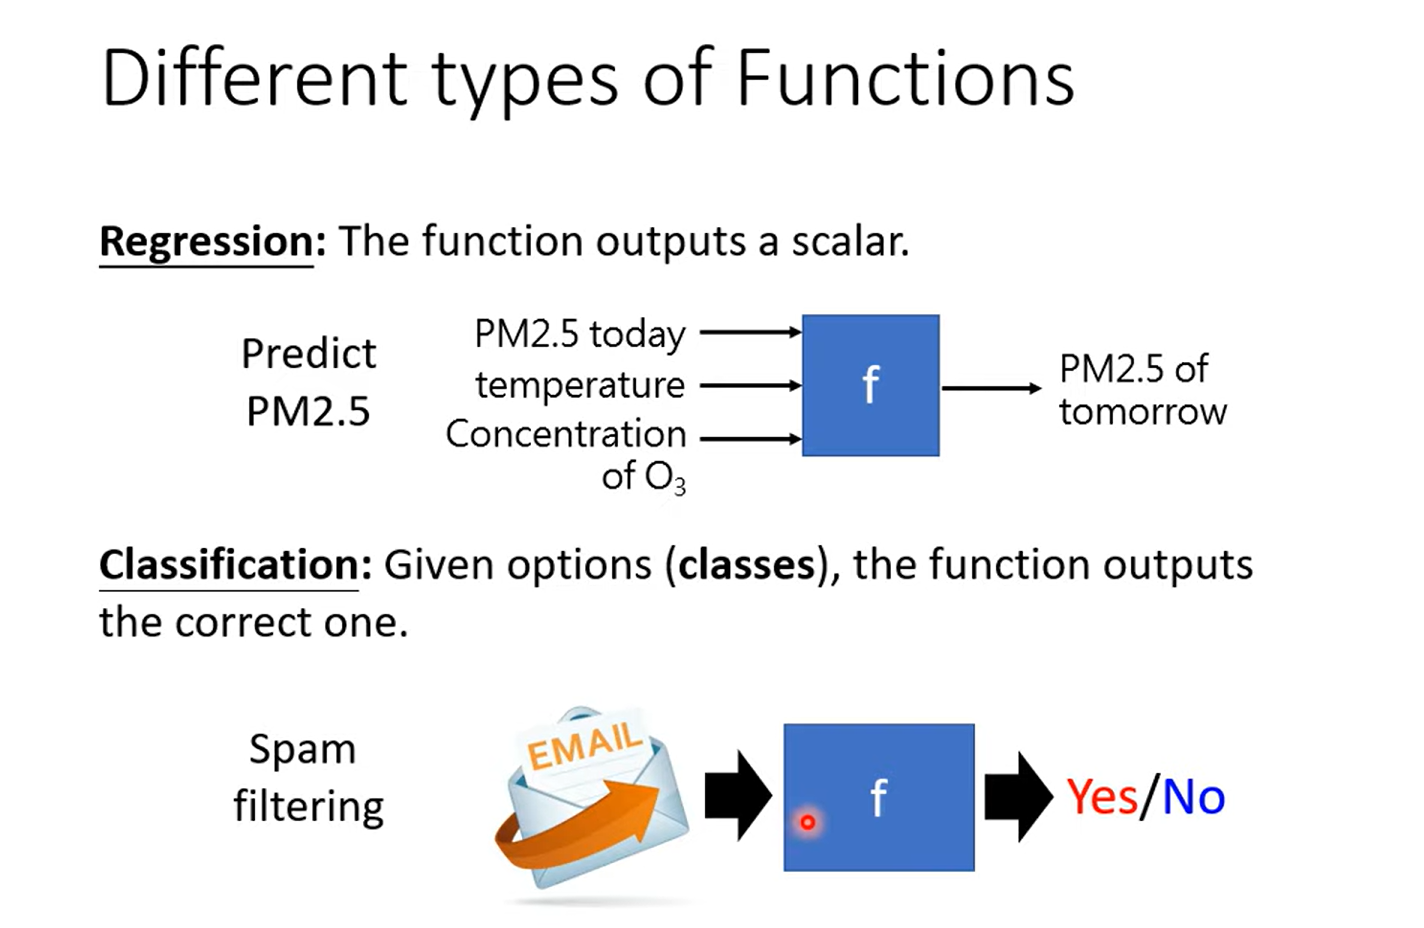 Different types of Functions
Regression: The function outputs a scalar.
Predict
PM2.5
PM2.5 today
temperature
Concentration
of O₃
f
PM2.5 of
tomorrow
Classification: Given options (classes), the function outputs
the correct one.
Spam
filtering
EMAIL
f
Yes/No